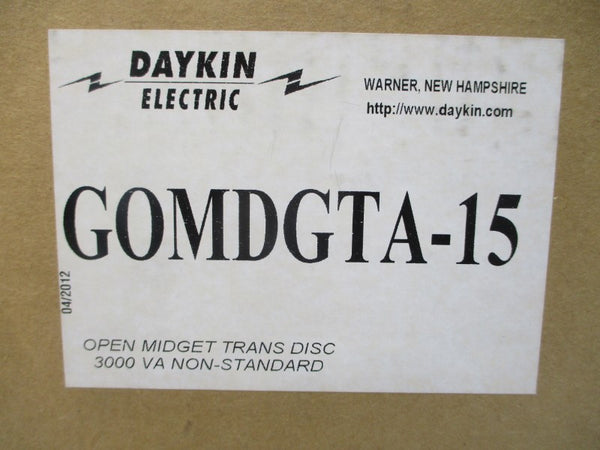 DAYKIN
ELECTRIC
WARNER, NEW HAMPSHIRE
http://www.daykin.com
GOMDGTA-15
04/2012
OPEN MIDGET TRANS DISC
3000 VA NON-STANDARD